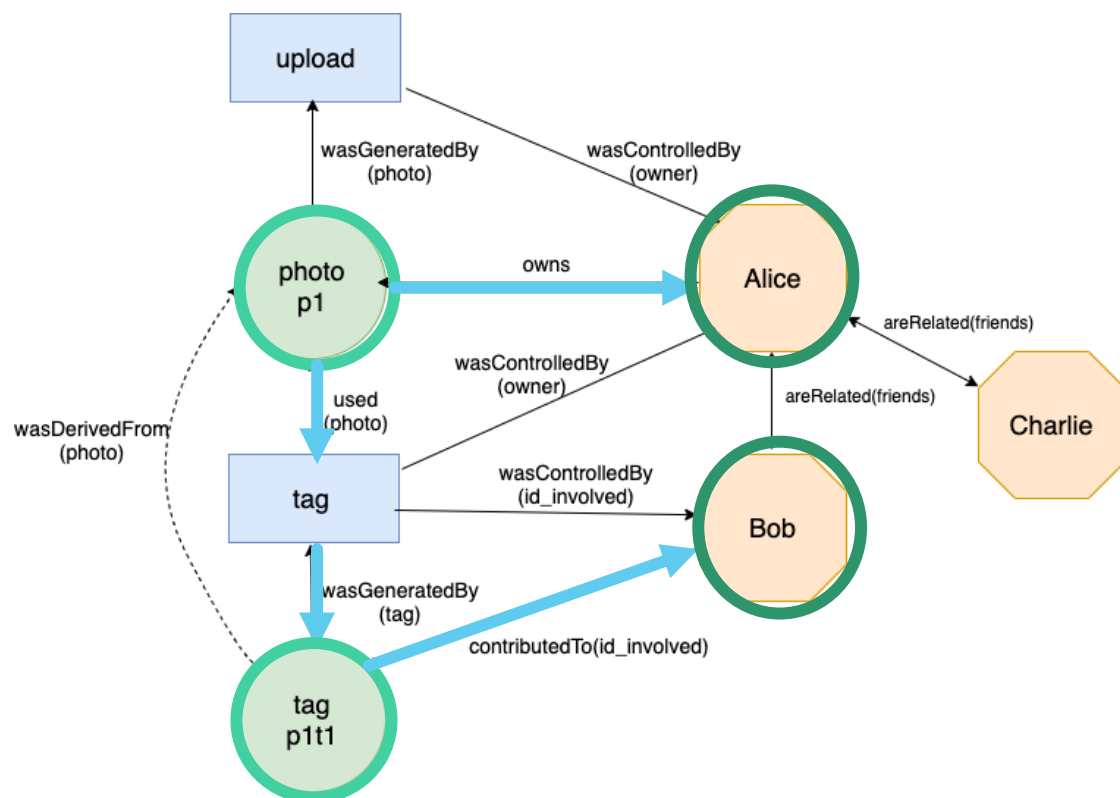 upload
wasGeneratedBy
(photo)
wasControlledBy
(owner)
photo
p1
owns
Alice
areRelated(friends)
wasControlledBy
(owner)
used
(photo)
areRelated(friends)
Charlie
wasDerivedFrom
(photo)
tag
wasControlledBy
(id_involved)
Bob
wasGeneratedBy
(tag)
contributedTo(id_involved)
tag
p1t1